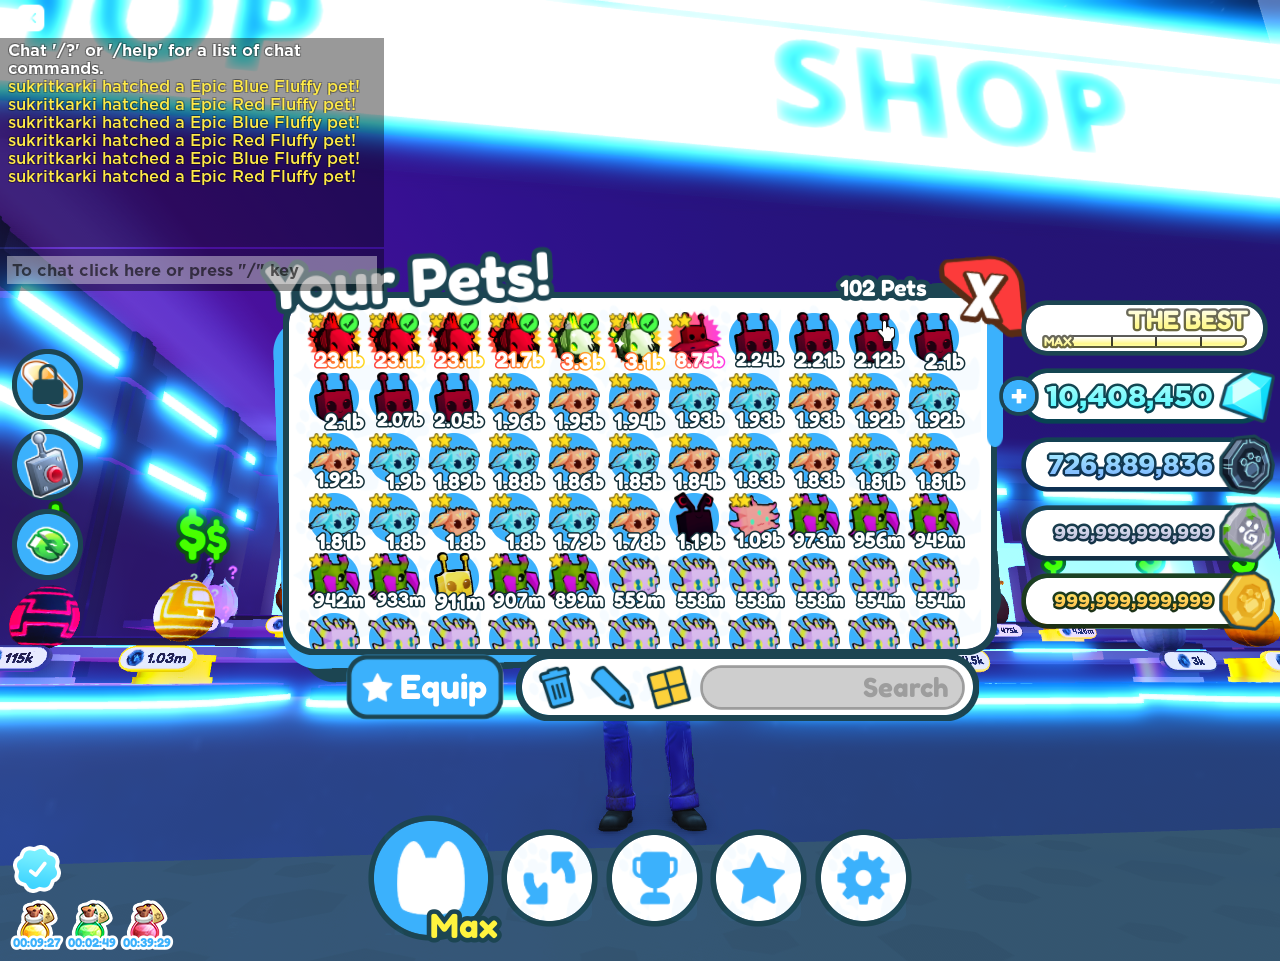 SHOP
Chat '/?' or '/help' for a list of chat
commands.
sukritkarki hatched a Epic Blue Fluffy pet!
sukritkarki hatched a Epic Red Fluffy pet!
sukritkarki hatched a Epic Blue Fluffy pet!
sukritkarki hatched a Epic Red Fluffy pet!
sukritkarki hatched a Epic Blue Fluffy pet!
sukritkarki hatched a Epic Red Fluffy pet!
To chat click here or press "/" key
Your Pets!
102 Pets
X
23.1b 23.1b 23.1b 21.7b 3.3b 3.1b 8.75b 2.24b 2.21b 2.12b 2.1b
2.1b 2.07b 2.05b 1.96b 1.95b 1.94b 1.93b 1.93b 1.93b 1.92b 1.92b
1.92b 1.9b 1.89b 1.88b 1.86b 1.85b 1.84b 1.83b 1.83b 1.81b 1.81b
1.81b 1.8b 1.8b 1.8b 1.79b 1.78b 1.19b 1.09b 973m 956m 949m
942m 933m 911m 907m 899m 559m 558m 558m 558m 554m 554m
THE BEST
MAX
10,408,450
726,889,836
999,999,999,999
999,999,999,999
$$
115k
1.03m
475k
3k
Equip
Search
Max
00:09:27 00:02:49 00:39:29